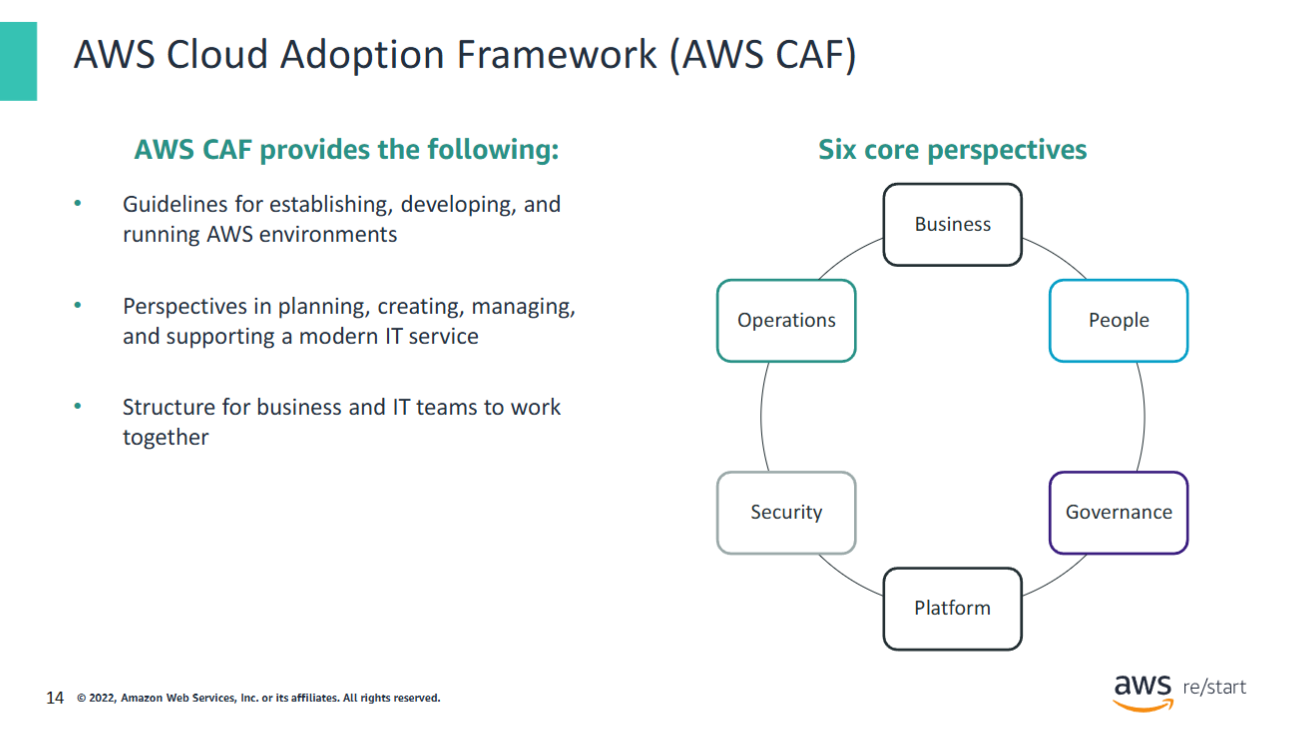 AWS Cloud Adoption Framework (AWS CAF)
AWS CAF provides the following:
• Guidelines for establishing, developing, and
running AWS environments
• Perspectives in planning, creating, managing,
and supporting a modern IT service
• Structure for business and IT teams to work
together
Six core perspectives
Business
People
Governance
Platform
Security
Operations
14 © 2022, Amazon Web Services, Inc. or its affiliates. All rights reserved.
aws re/start